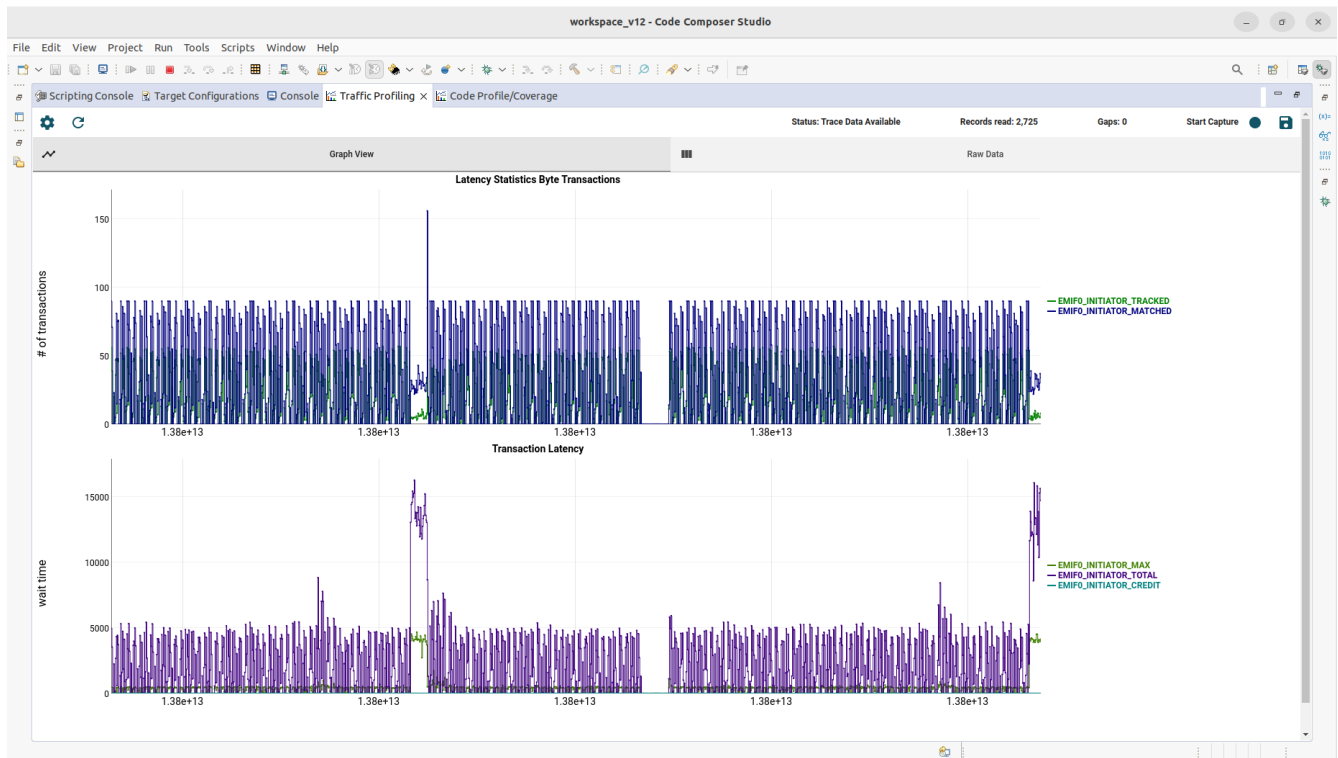 workspace_v12 - Code Composer Studio
File Edit View Project Run Tools Scripts Window Help
Scripting Console Target Configurations Console Traffic Profiling Code Profile/Coverage
Status: Trace Data Available Records read: 2,725 Gaps: 0 Start Capture
Graph View Raw Data
Latency Statistics Byte Transactions
# of transactions
150
100
50
0
1.38e+13 1.38e+13 1.38e+13 1.38e+13 1.38e+13
EMIF0_INITIATOR_TRACKED
EMIF0_INITIATOR_MATCHED
Transaction Latency
wait time
15000
10000
5000
0
1.38e+13 1.38e+13 1.38e+13 1.38e+13 1.38e+13
EMIF0_INITIATOR_MAX
EMIF0_INITIATOR_TOTAL
EMIF0_INITIATOR_CREDIT
(x)=
1010
0101